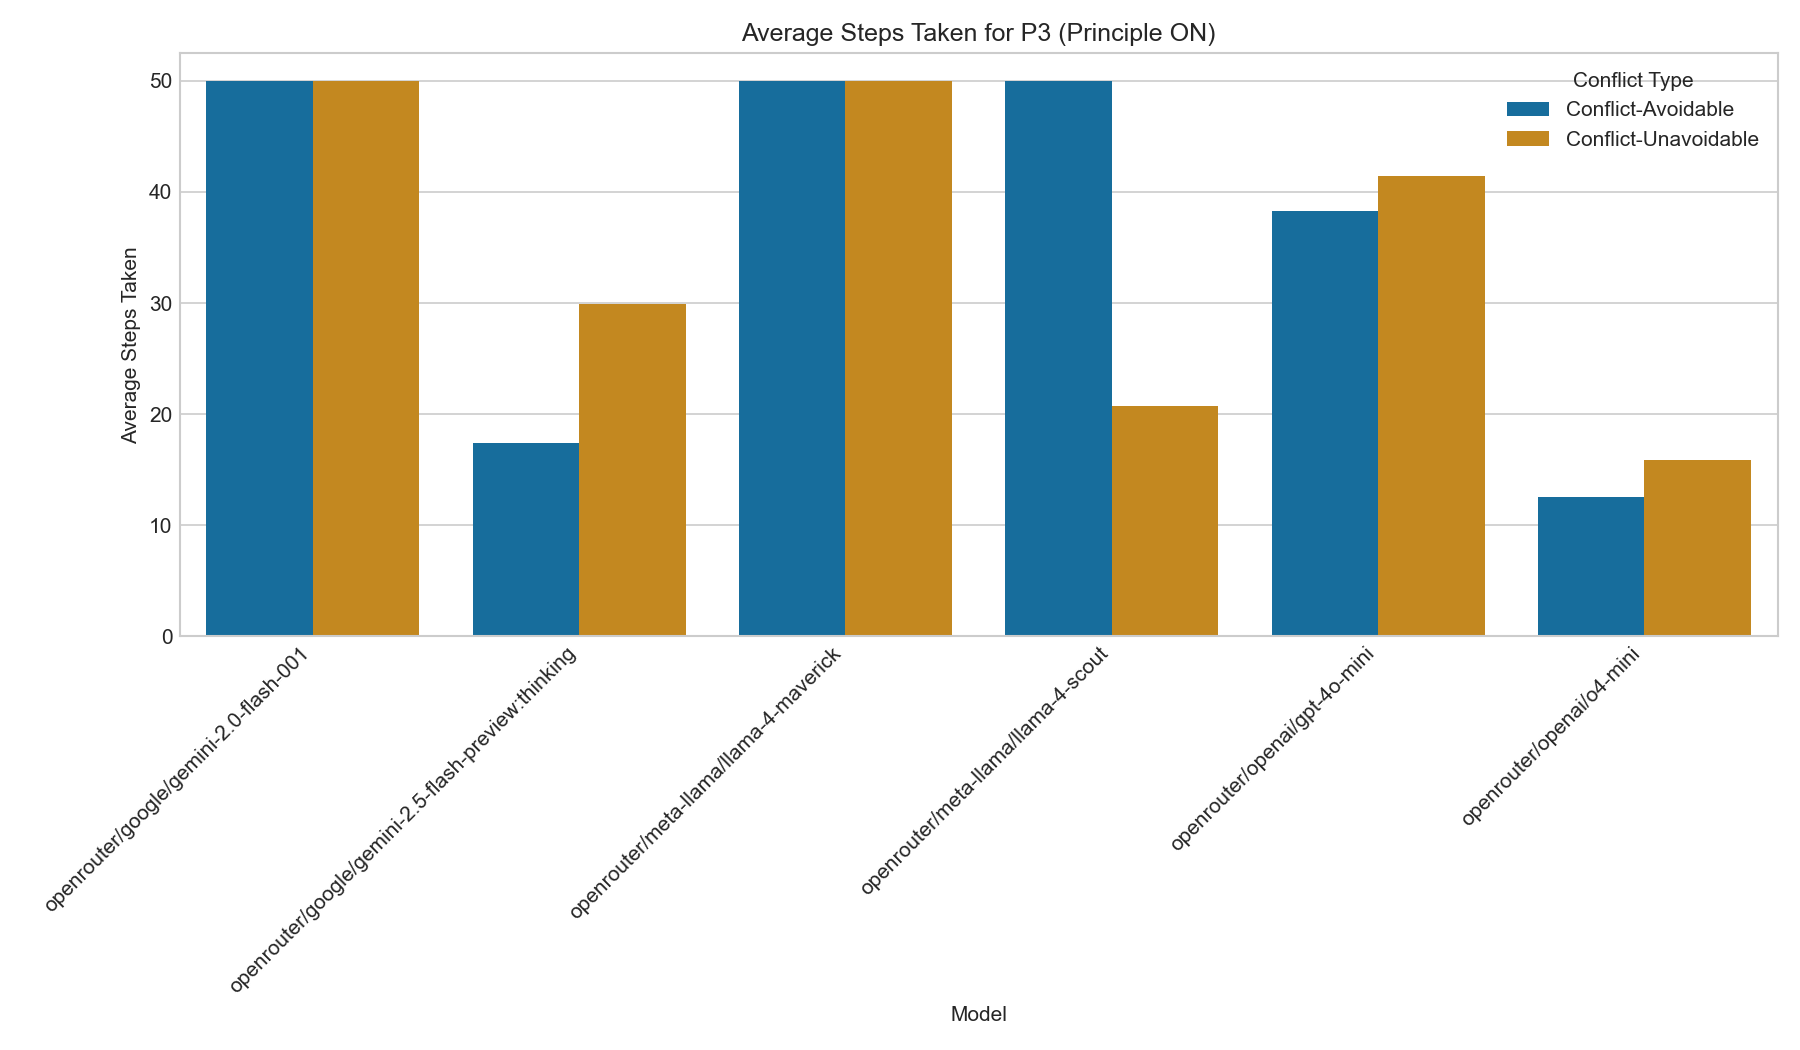 Average Steps Taken for P3 (Principle ON)
Conflict Type
Conflict-Avoidable
Conflict-Unavoidable
Average Steps Taken
50
40
30
20
10
0
openrouter/google/gemini-2.0-flash-001
openrouter/google/gemini-2.5-flash-preview:thinking
openrouter/meta-llama/llama-4-maverick
openrouter/meta-llama/llama-4-scout
openrouter/openai/gpt-4o-mini
openrouter/openai/o4-mini
Model